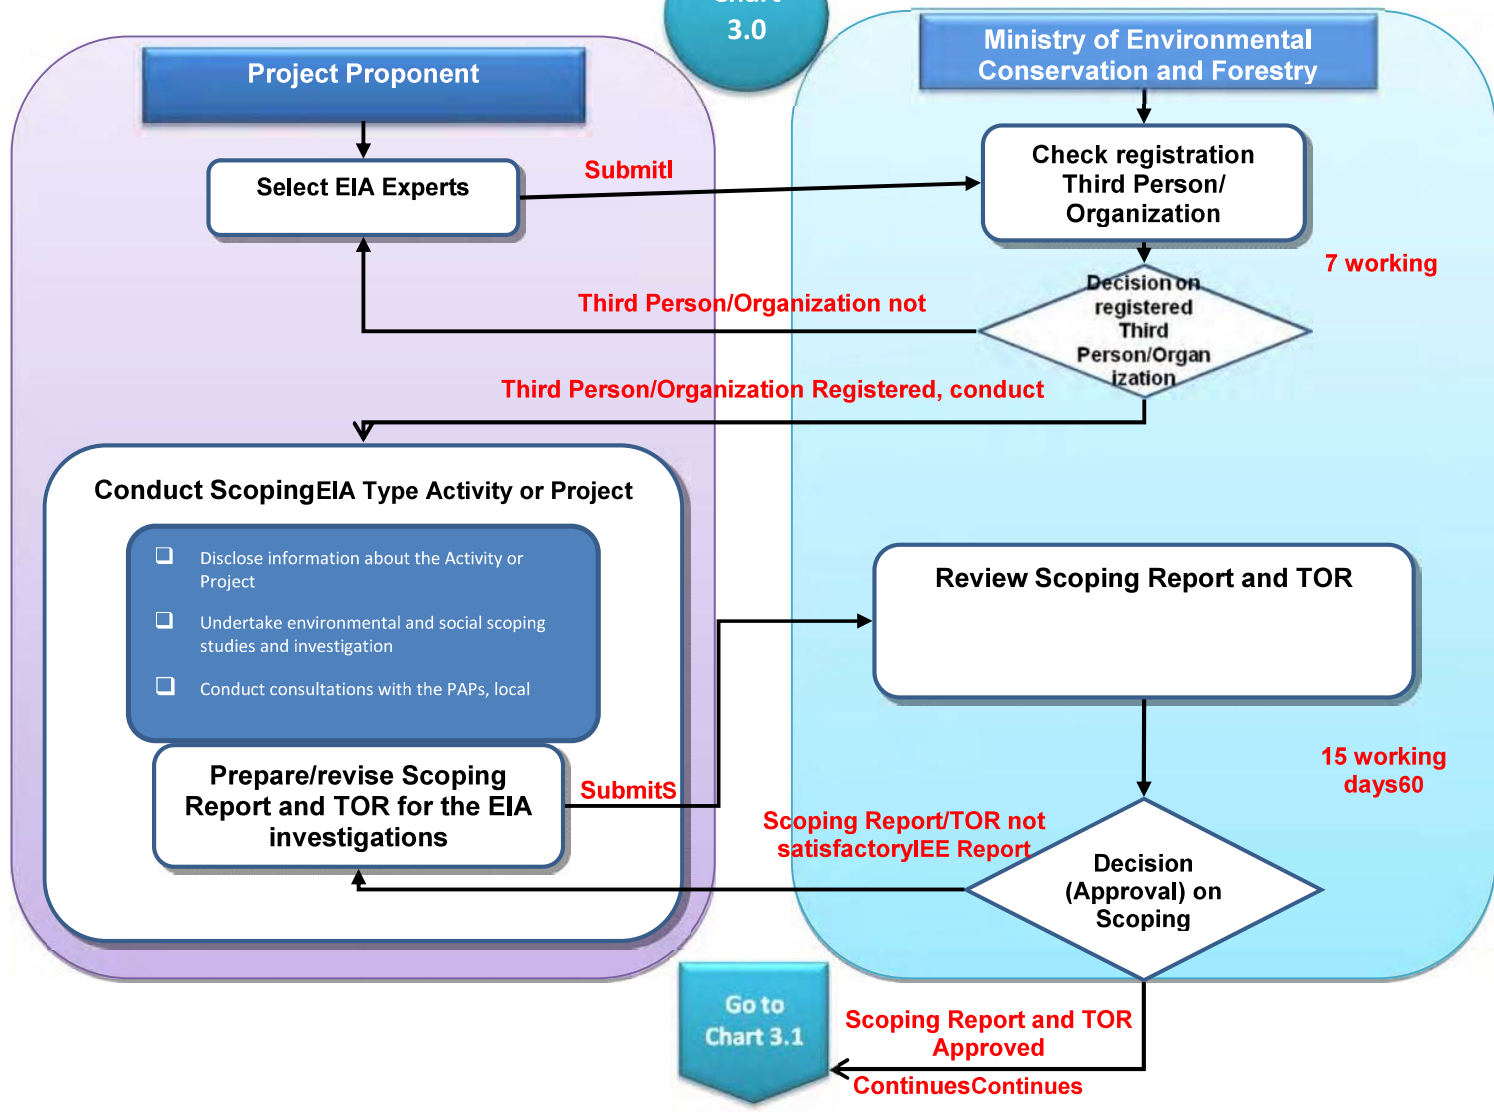 Chart
3.0
Project Proponent
Ministry of Environmental
Conservation and Forestry
Select EIA Experts
SubmitI
Check registration
Third Person/
Organization
7 working
Decision on
registered
Third
Person/Organ
ization
Third Person/Organization not
Third Person/Organization Registered, conduct
Conduct ScopingEIA Type Activity or Project
❑ Disclose information about the Activity or
Project
❑ Undertake environmental and social scoping
studies and investigation
❑ Conduct consultations with the PAPs, local
Review Scoping Report and TOR
Prepare/revise Scoping
Report and TOR for the EIA
investigations
SubmitS
15 working
days60
Scoping Report/TOR not
satisfactoryIEE Report
Decision
(Approval) on
Scoping
Go to
Chart 3.1
Scoping Report and TOR
Approved
ContinuesContinues